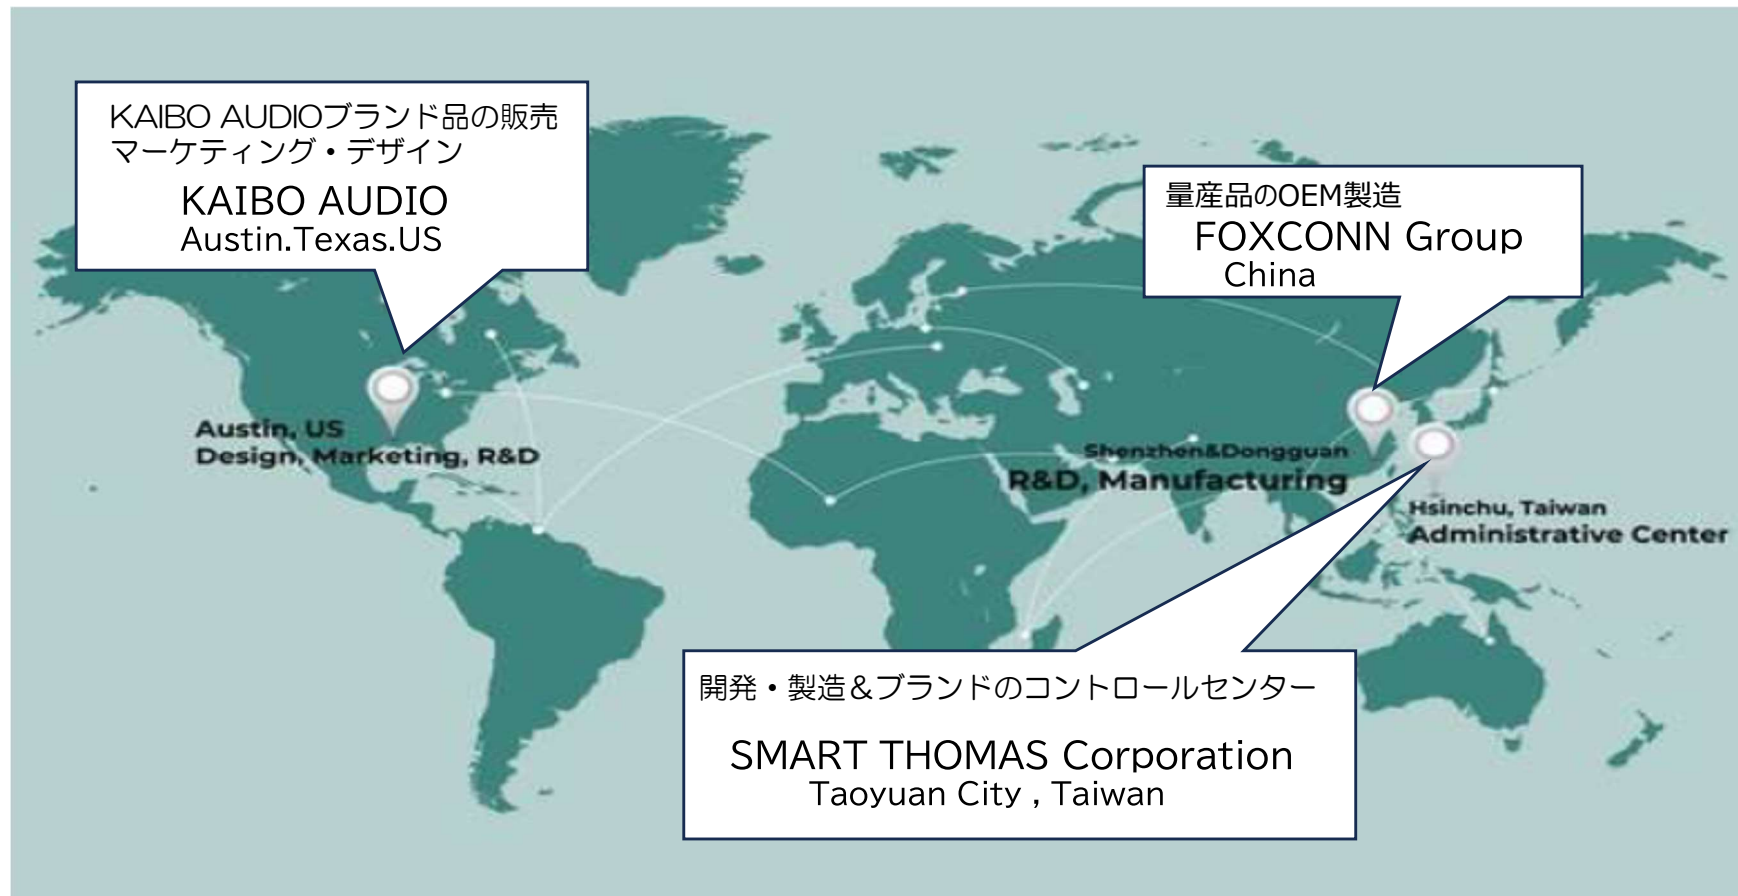 KAIBO AUDIOブランド品の販売
マーケティング・デザイン
KAIBO AUDIO
Austin.Texas.US
量産品のOEM製造
FOXCONN Group
China
Austin, US
Design, Marketing, R&D
Shenzhen&Dongguan
R&D, Manufacturing
Hsinchu, Taiwan
Administrative Center
開発・製造＆ブランドのコントロールセンター
SMART THOMAS Corporation
Taoyuan City , Taiwan